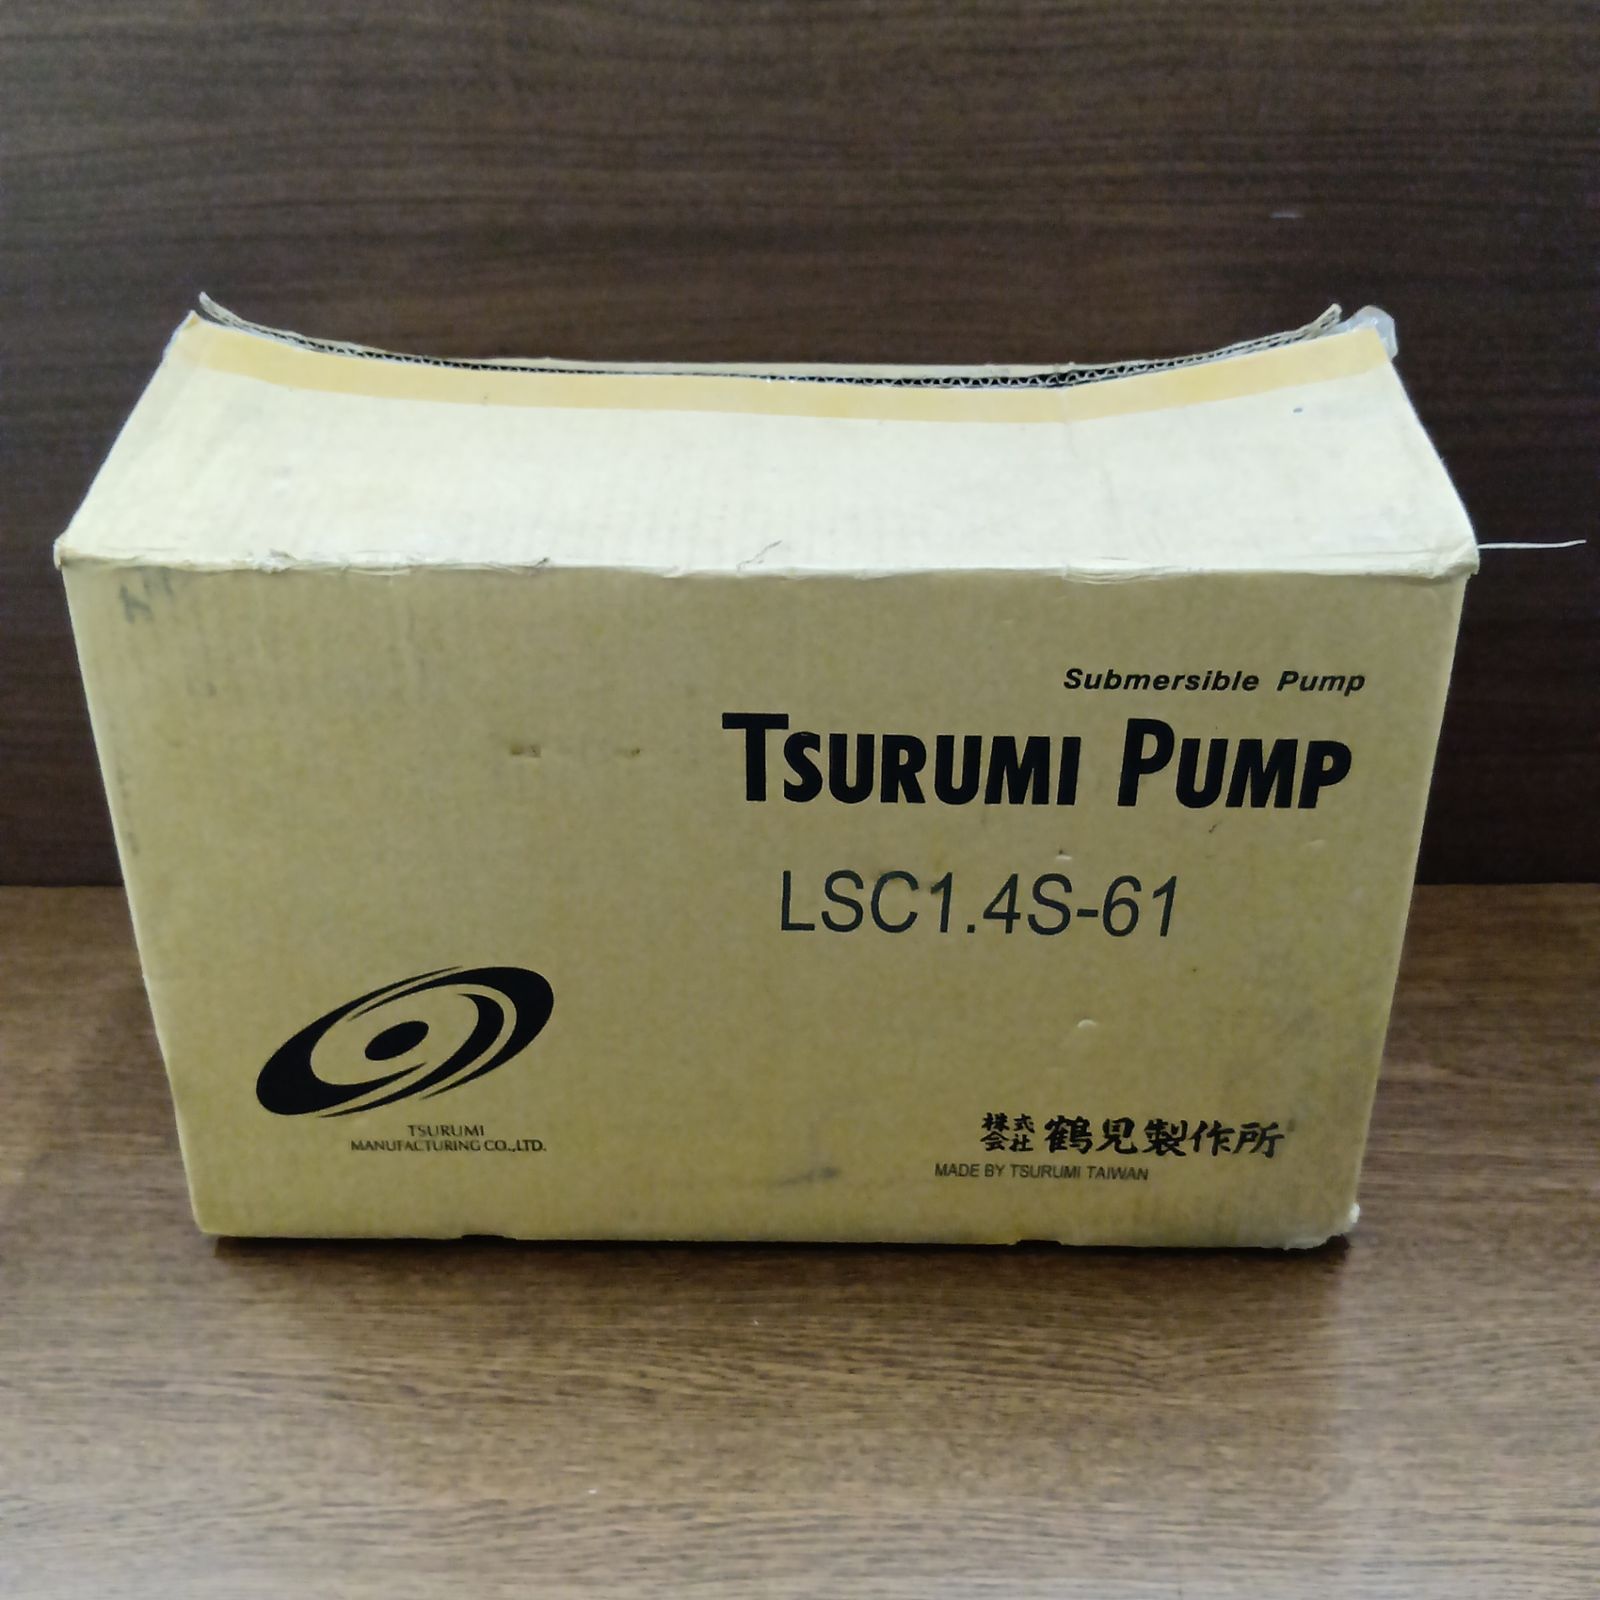 Submersible Pump
TSURUMI PUMP
LSC1.4S-61
TSURUMI
MANUFACTURING CO.,LTD.
株式会社 鶴見製作所
MADE BY TSURUMI TAIWAN